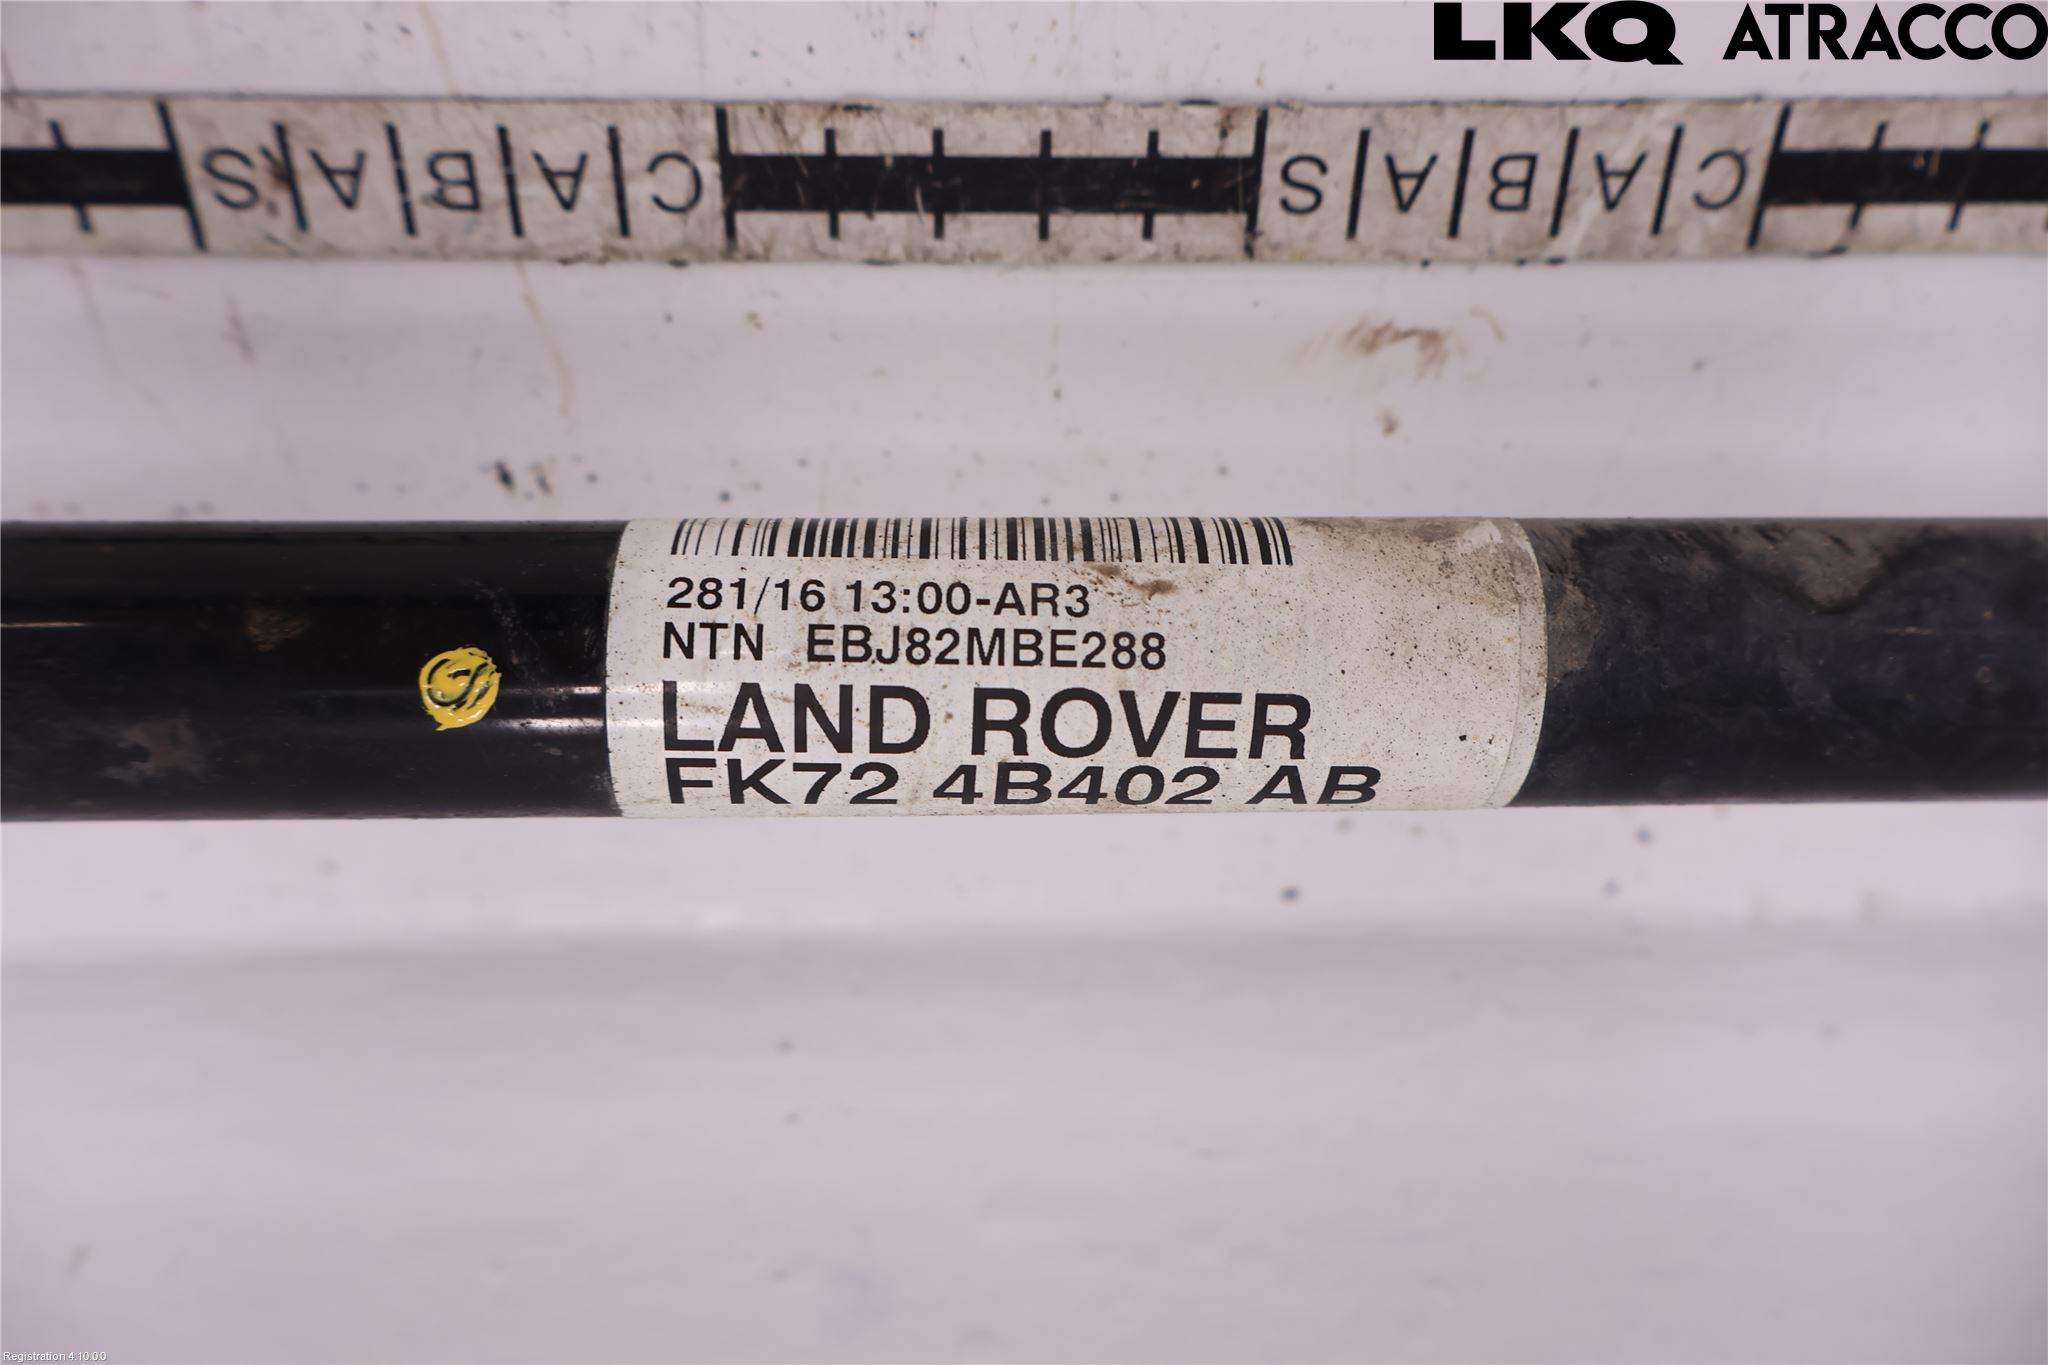 LKQ ATRACCO
S/A/B/A/C S/A/B/A/C
281/16 13:00-AR3
NTN EBJ82MBE288
LAND ROVER
FK72 4B402 AB
Registration 4.10.0.0